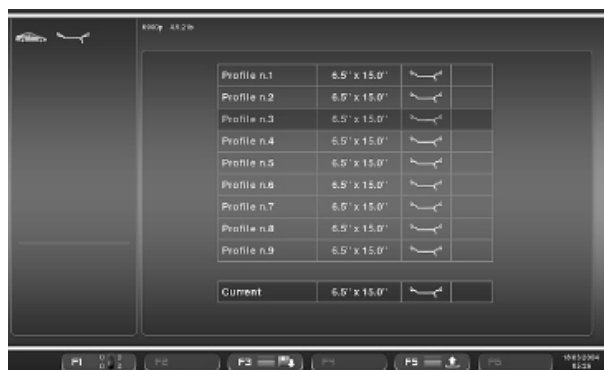 Profile n.1 6.5" x 15.0"
Profile n.2 6.5" x 15.0"
Profile n.3 6.5" x 15.0"
Profile n.4 6.5" x 15.0"
Profile n.5 6.5" x 15.0"
Profile n.6 6.5" x 15.0"
Profile n.7 6.5" x 15.0"
Profile n.8 6.5" x 15.0"
Profile n.9 6.5" x 15.0"
Current 6.5" x 15.0"
F1 F2 F3 F4 F5 F6